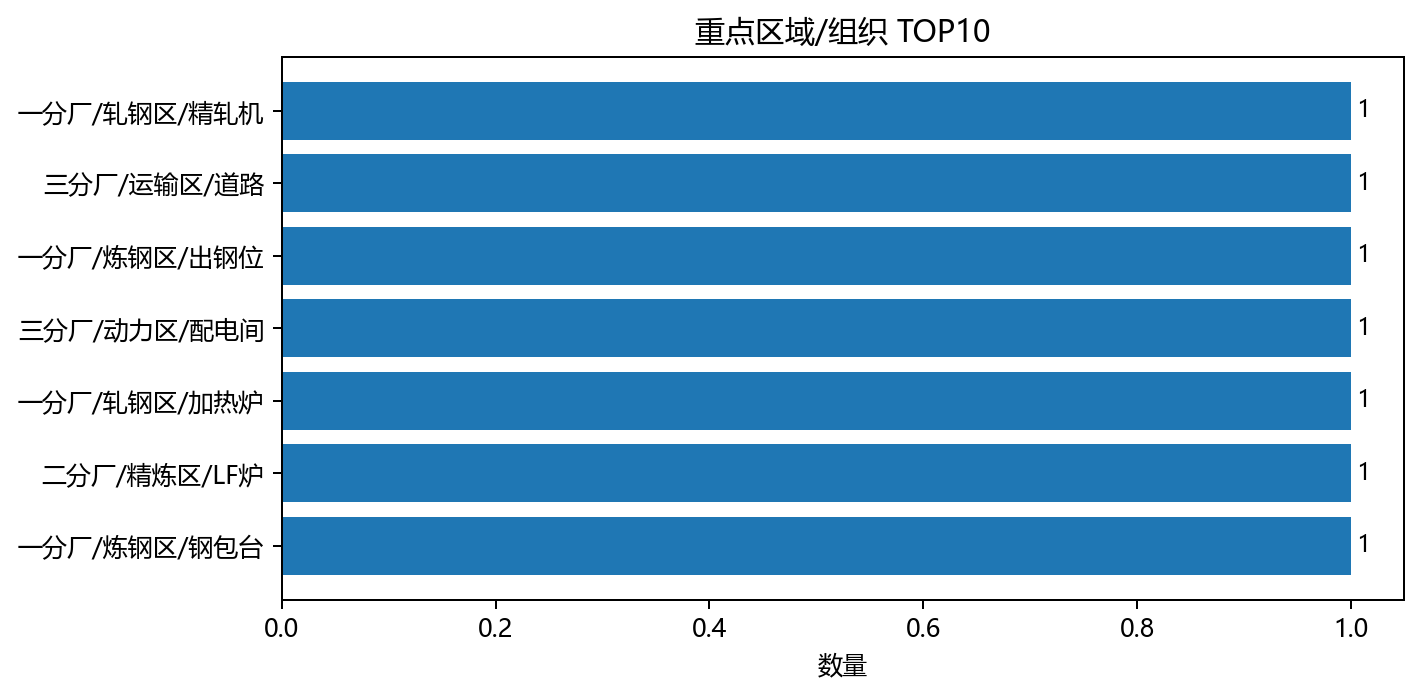 重点区域/组织 TOP10
一分厂/轧钢区/精轧机 1
三分厂/运输区/道路 1
一分厂/炼钢区/出钢位 1
三分厂/动力区/配电间 1
一分厂/轧钢区/加热炉 1
二分厂/精炼区/LF炉 1
一分厂/炼钢区/钢包台 1
0.0 0.2 0.4 0.6 0.8 1.0
数量